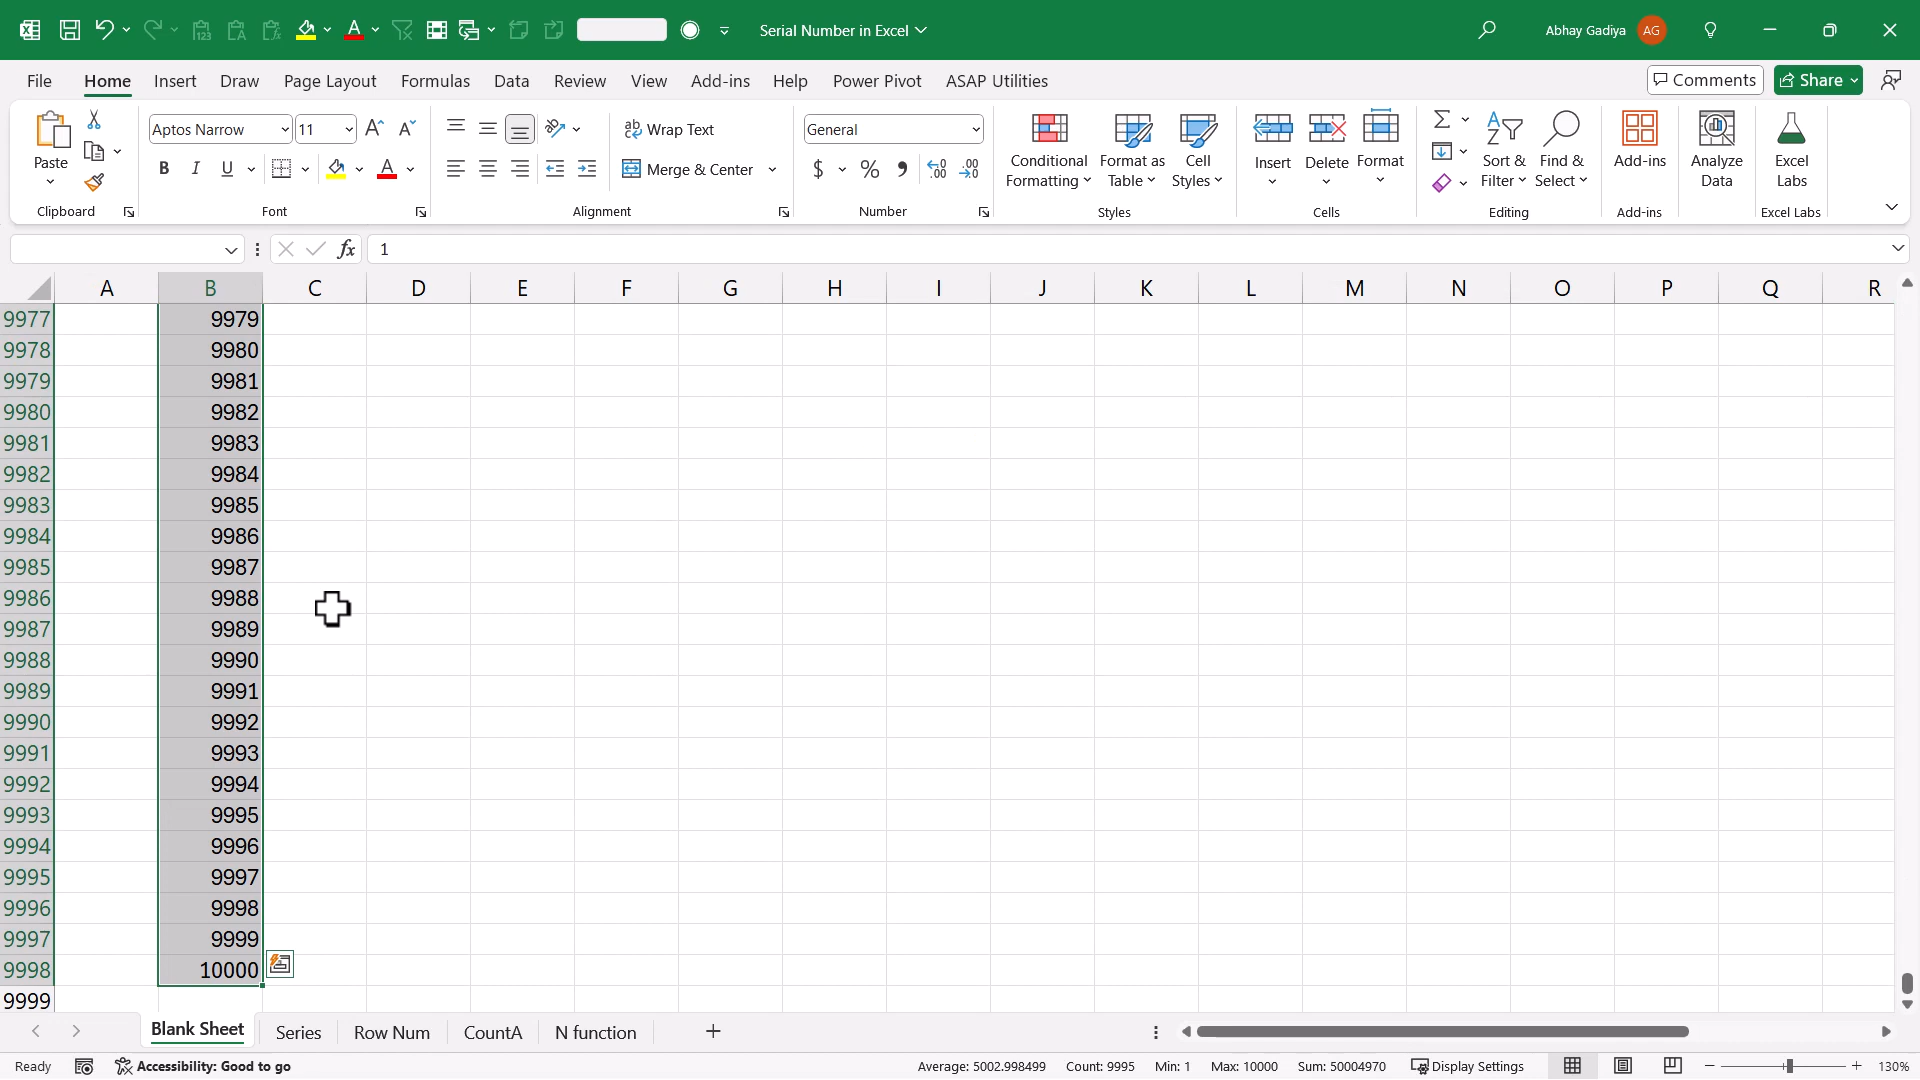 Serial Number in Excel
Abhay Gadiya
AG
File
Home
Insert
Draw
Page Layout
Formulas
Data
Review
View
Add-ins
Help
Power Pivot
ASAP Utilities
Comments
Share
Paste
Clipboard
Aptos Narrow
11
B
I
U
Font
Wrap Text
Merge & Center
Alignment
General
Number
Conditional Formatting
Format as Table
Cell Styles
Styles
Insert
Delete
Format
Cells
Sort & Filter
Find & Select
Editing
Add-ins
Add-ins
Analyze Data
Excel Labs
Excel Labs
fx
1
A B C D E F G H I J K L M N O P Q R
9977 9979
9978 9980
9979 9981
9980 9982
9981 9983
9982 9984
9983 9985
9984 9986
9985 9987
9986 9988
9987 9989
9988 9990
9989 9991
9990 9992
9991 9993
9992 9994
9993 9995
9994 9996
9995 9997
9996 9998
9997 9999
9998 10000
9999
Blank Sheet
Series
Row Num
CountA
N function
Ready
Accessibility: Good to go
Average: 5002.998499
Count: 9995
Min: 1
Max: 10000
Sum: 50004970
Display Settings
130%